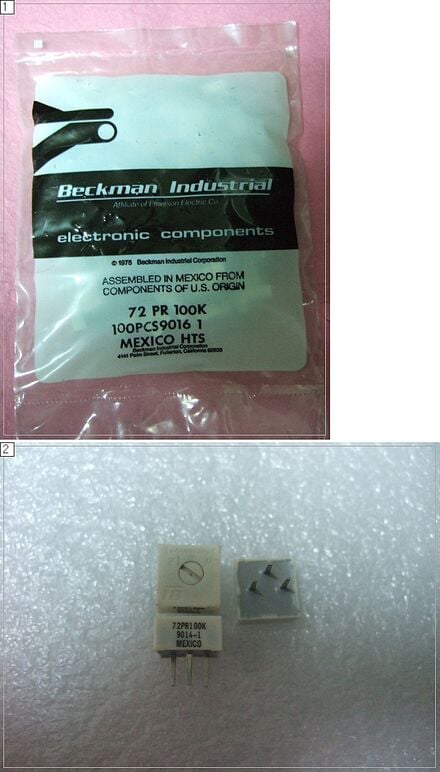 1
Beckman Industrial
Affiliate of Emerson Electric Co.
electronic components
© 1975 Beckman Industrial Corporation
ASSEMBLED IN MEXICO FROM
COMPONENTS OF U.S. ORIGIN
72 PR 100K
100PCS9016 1
MEXICO HTS
Beckman Industrial Corporation
4141 Palm Street, Fullerton, California 92635
2
72PR100K
9014-1
MEXICO